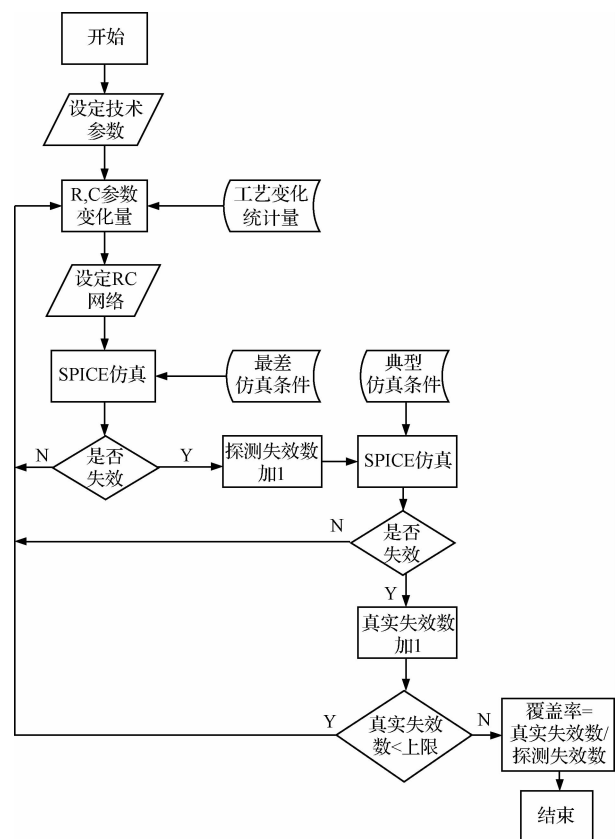 开始
设定技术
参数
R,C参数
变化量
工艺变化
统计量
设定RC
网络
SPICE仿真
最差
仿真条件
典型
仿真条件
N
是否
失效
Y
探测失效数
加1
SPICE仿真
N
是否
失效
Y
真实失效数
加1
Y
真实失效
数<上限
N
覆盖率=
真实失效数/
探测失效数
结束